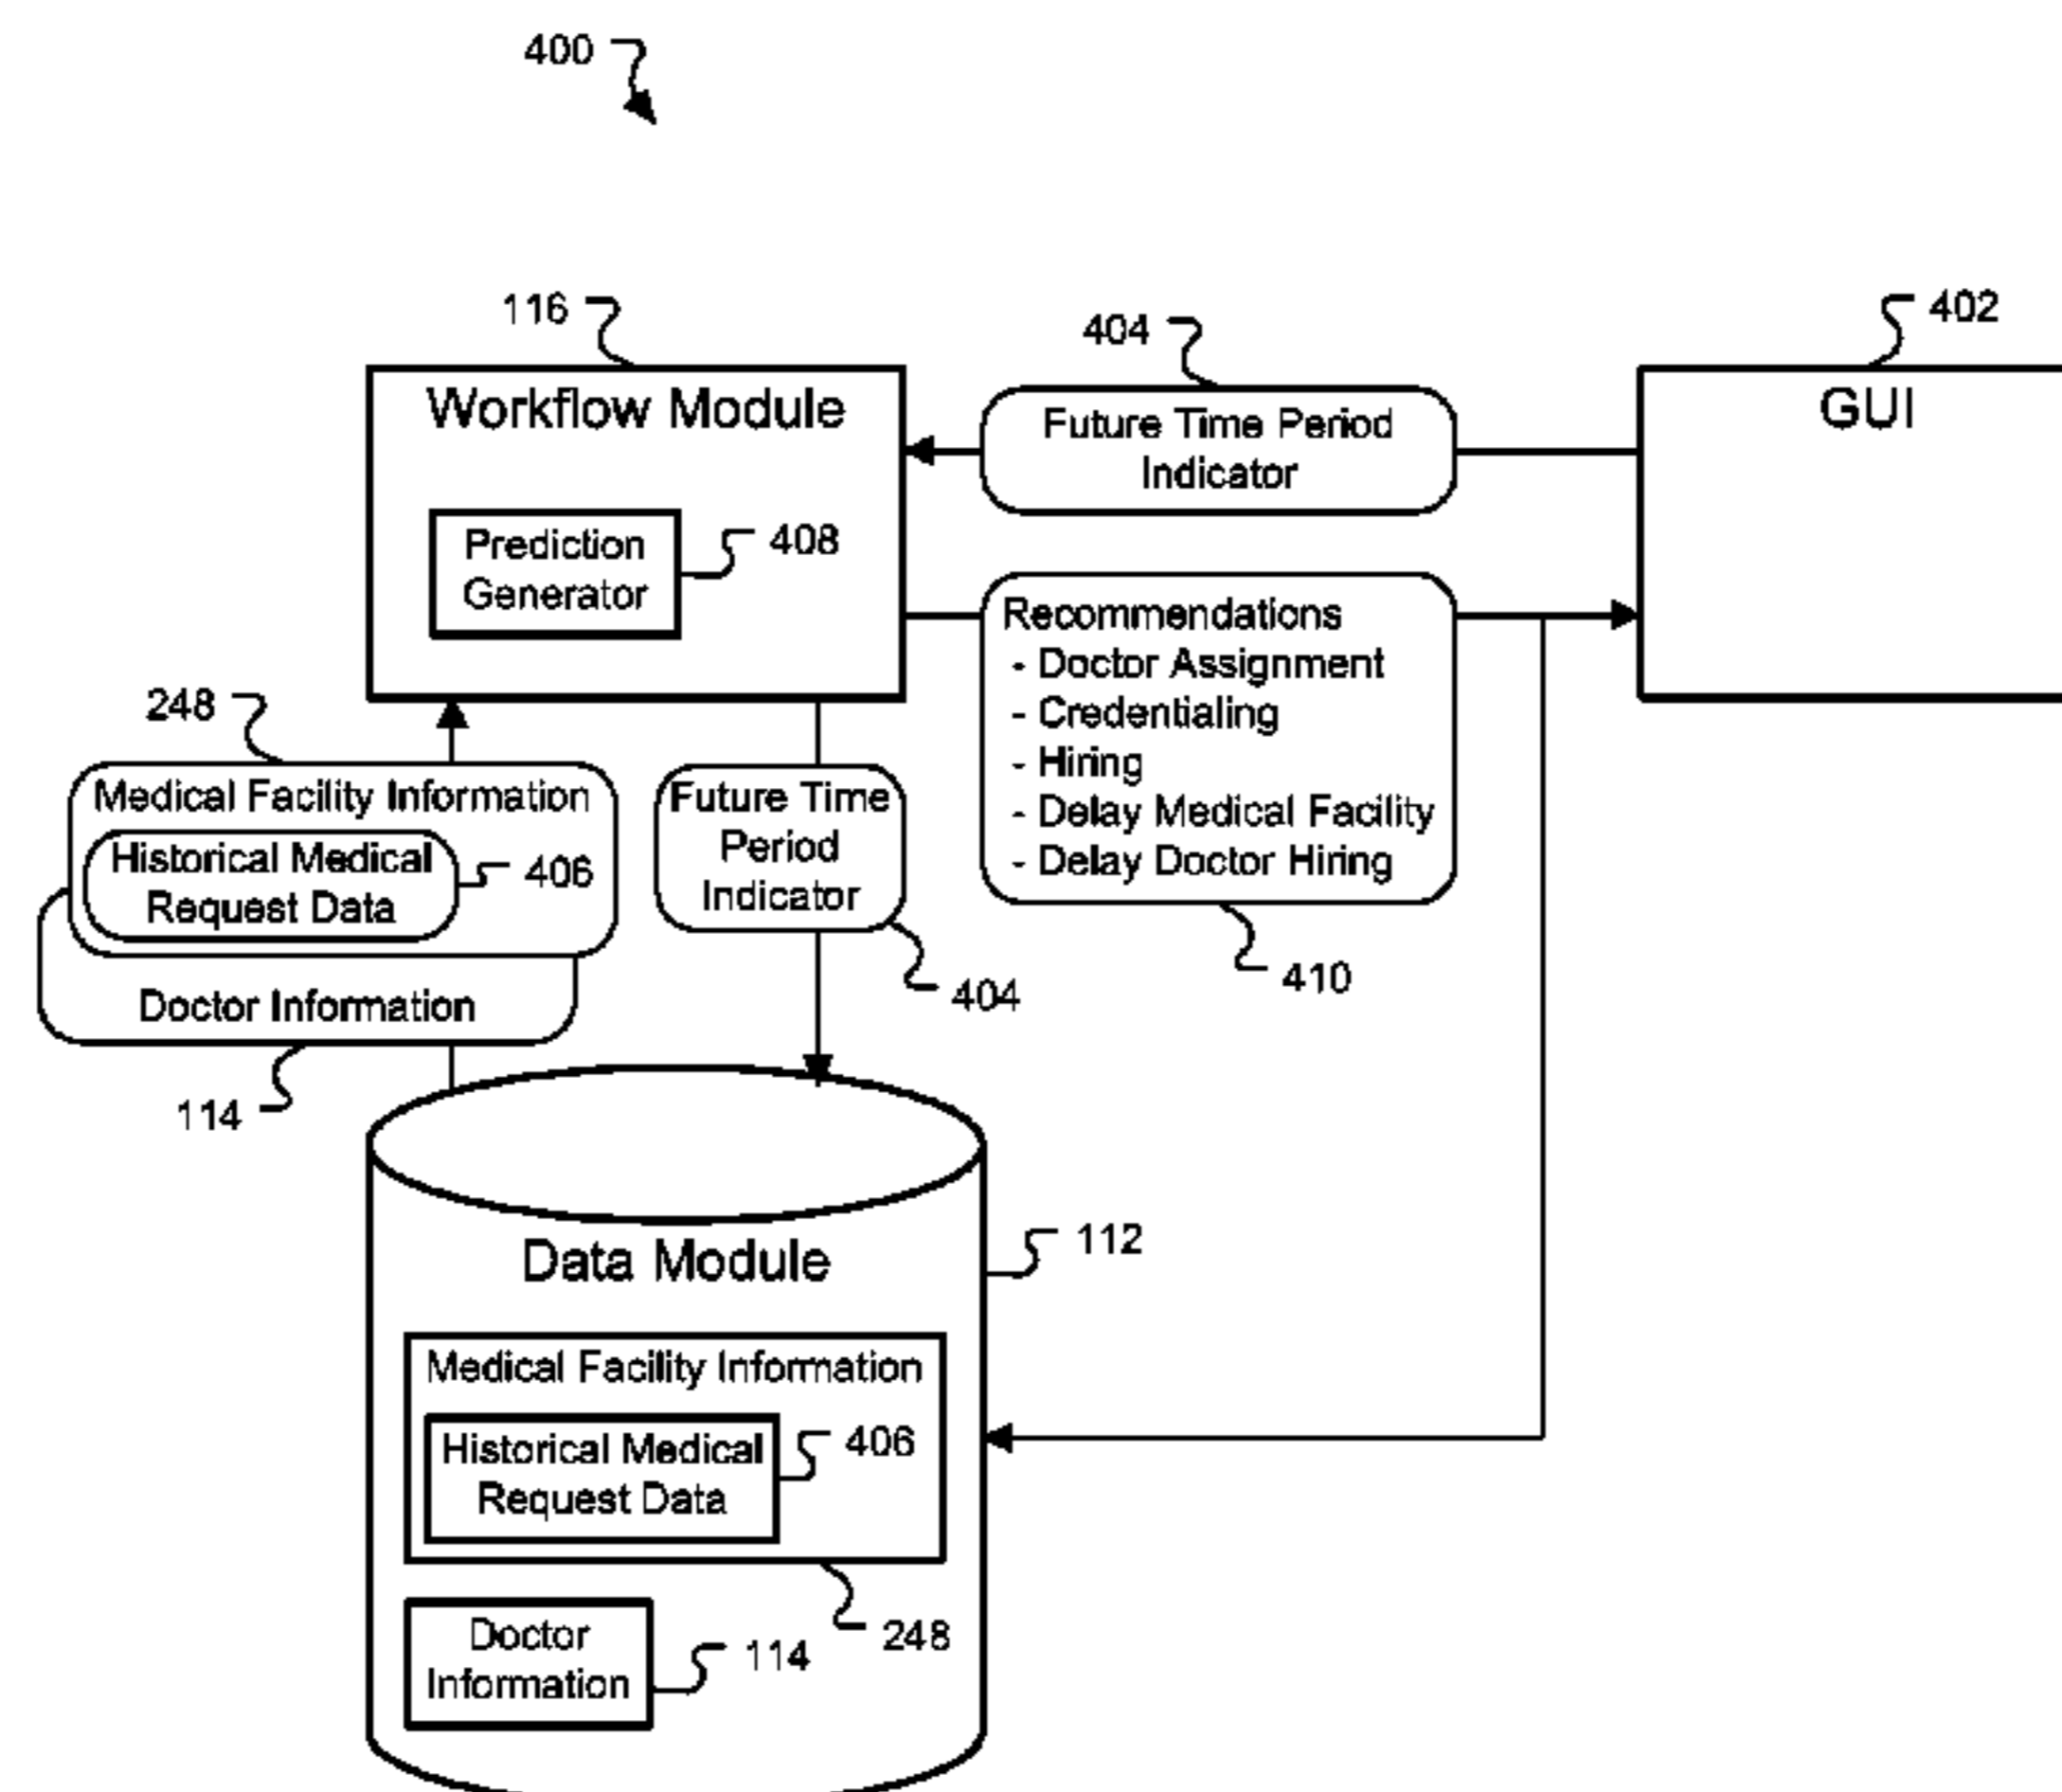 400
116
404
402
Workflow Module
Future Time Period
Indicator
GUI
Prediction
Generator
408
Recommendations
- Doctor Assignment
- Credentialing
- Hiring
- Delay Medical Facility
- Delay Doctor Hiring
410
248
Medical Facility Information
Historical Medical
Request Data
406
Doctor Information
114
Future Time
Period
Indicator
404
Data Module
112
Medical Facility Information
Historical Medical
Request Data
406
248
Doctor
Information
114